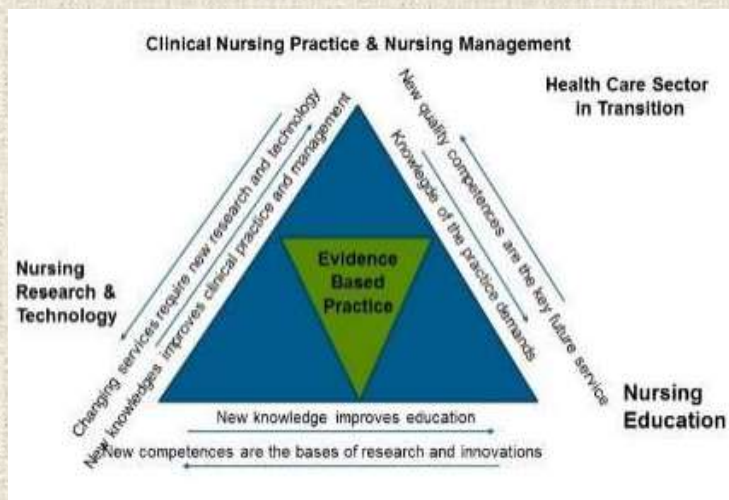 Clinical Nursing Practice & Nursing Management
Health Care Sector
in Transition
Changing services require new research and technology
New knowledges improves clinical practice and management
New quality competences are the key future service
Knowlegde of the practice demands
Evidence
Based
Practice
Nursing
Research &
Technology
Nursing
Education
New knowledge improves education
New competences are the bases of research and innovations